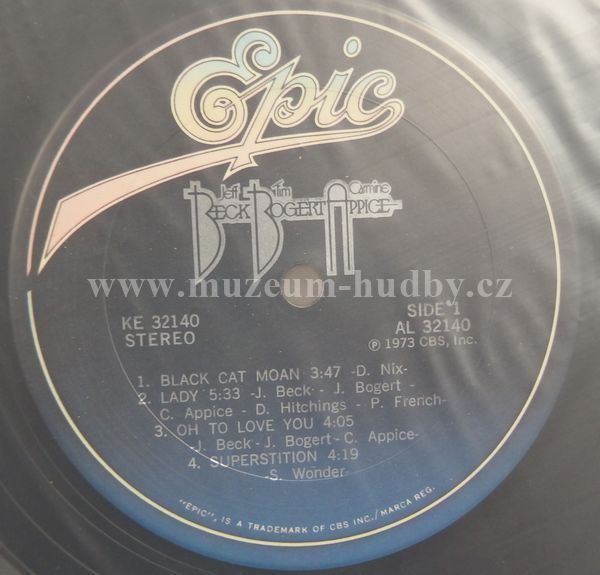 Epic
Jeff Tim Carmine
BECK BOGERT APPICE
www.muzeum-hudby.cz
KE 32140
STEREO
SIDE 1
AL 32140
℗ 1973 CBS, Inc.
1. BLACK CAT MOAN 3:47 -D. Nix-
2. LADY 5:33 -J. Beck - J. Bogert -
C. Appice - D. Hitchings - P. French-
3. OH TO LOVE YOU 4:05
-J. Beck - J. Bogert - C. Appice-
4. SUPERSTITION 4:19
-S. Wonder-
"EPIC", IS A TRADEMARK OF CBS INC./MARCA REG.